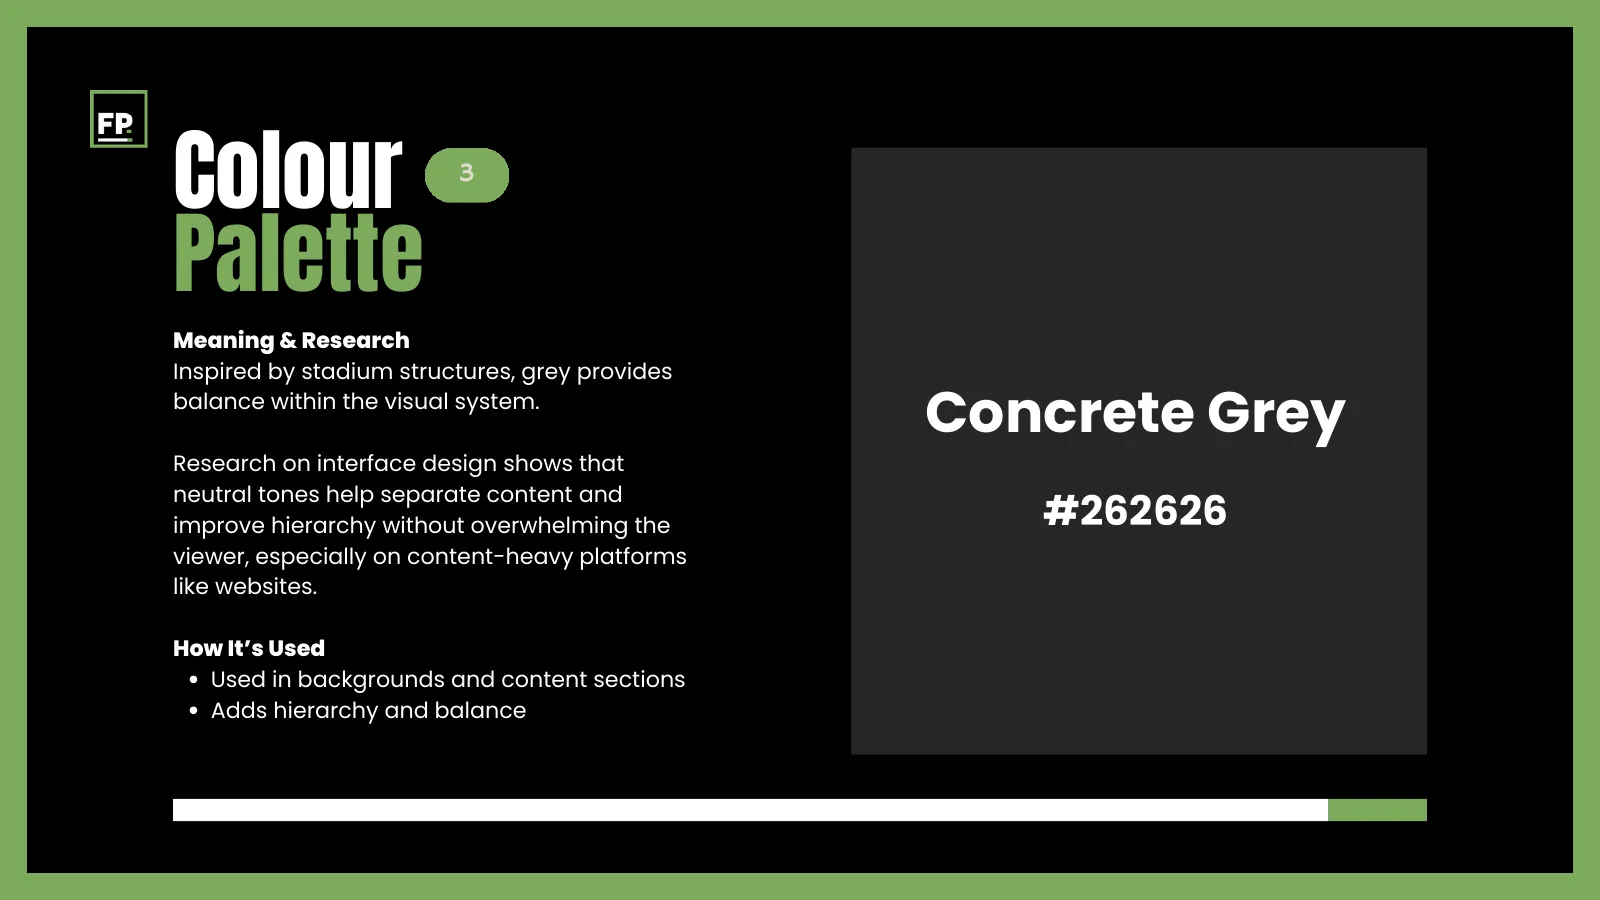 FP.
Colour
3
Palette
Meaning & Research
Inspired by stadium structures, grey provides
balance within the visual system.
Research on interface design shows that
neutral tones help separate content and
improve hierarchy without overwhelming the
viewer, especially on content-heavy platforms
like websites.
How It’s Used
• Used in backgrounds and content sections
• Adds hierarchy and balance
Concrete Grey
#262626